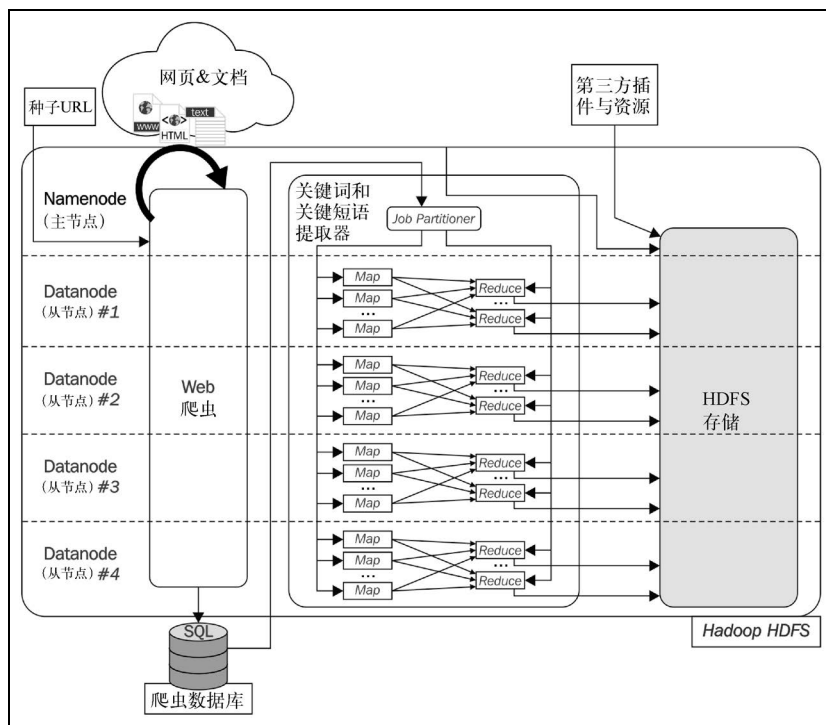 网页&文档
种子URL
www
<>
HTML
text
第三方插
件与资源
Namenode
(主节点)
关键词和
关键短语
提取器
Job Partitioner
Datanode
(从节点) #1
Map
Map
...
Map
Reduce
...
Reduce
Datanode
(从节点) #2
Map
Map
...
Map
Reduce
...
Reduce
Web
爬虫
HDFS
存储
Datanode
(从节点) #3
Map
Map
...
Map
Reduce
...
Reduce
Datanode
(从节点) #4
Map
Map
...
Map
Reduce
...
Reduce
Hadoop HDFS
SQL
爬虫数据库